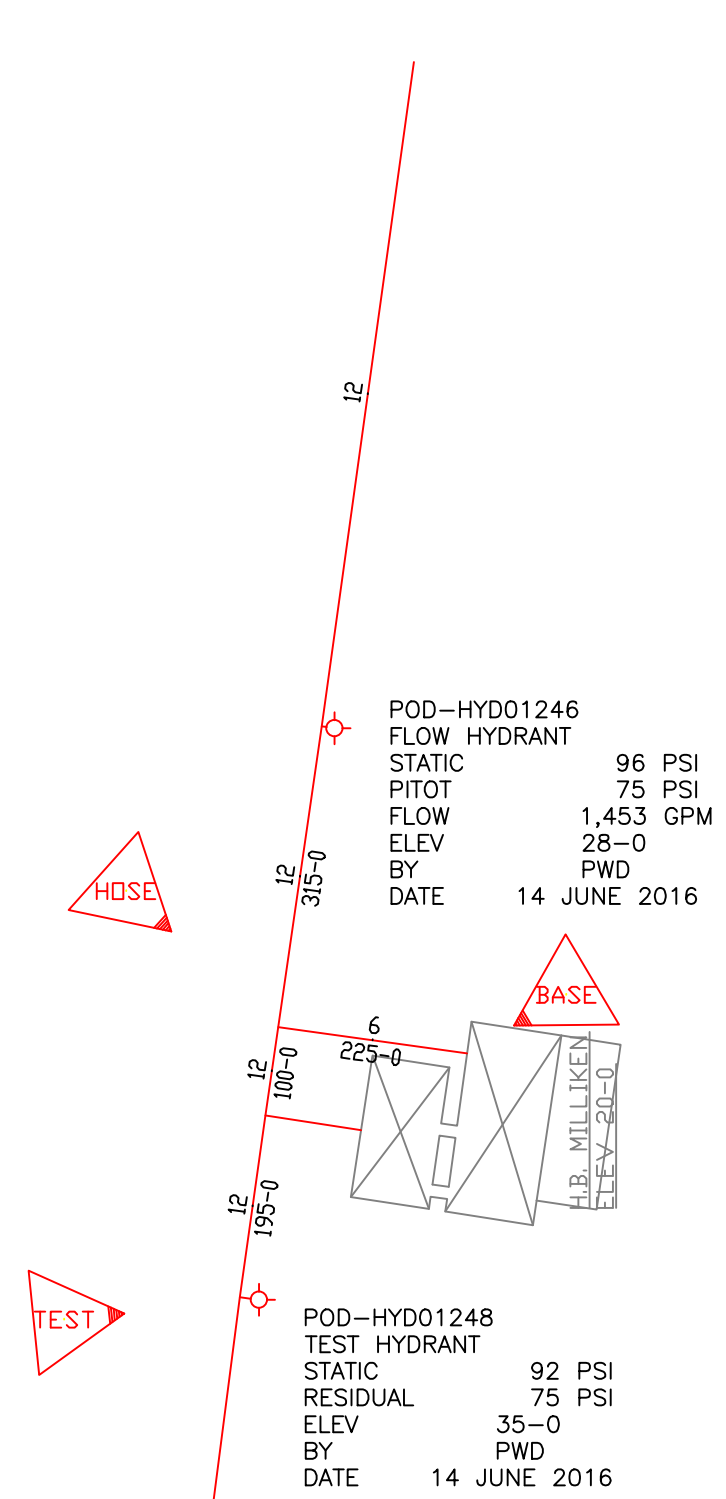 12
POD-HYD01246
FLOW HYDRANT
STATIC 96 PSI
PITOT 75 PSI
FLOW 1,453 GPM
ELEV 28-0
BY PWD
DATE 14 JUNE 2016
HOSE
12
315-0
BASE
6
225-0
12
100-0
H.B. MILLIKEN
ELEV 20-0
12
195-0
TEST
POD-HYD01248
TEST HYDRANT
STATIC 92 PSI
RESIDUAL 75 PSI
ELEV 35-0
BY PWD
DATE 14 JUNE 2016